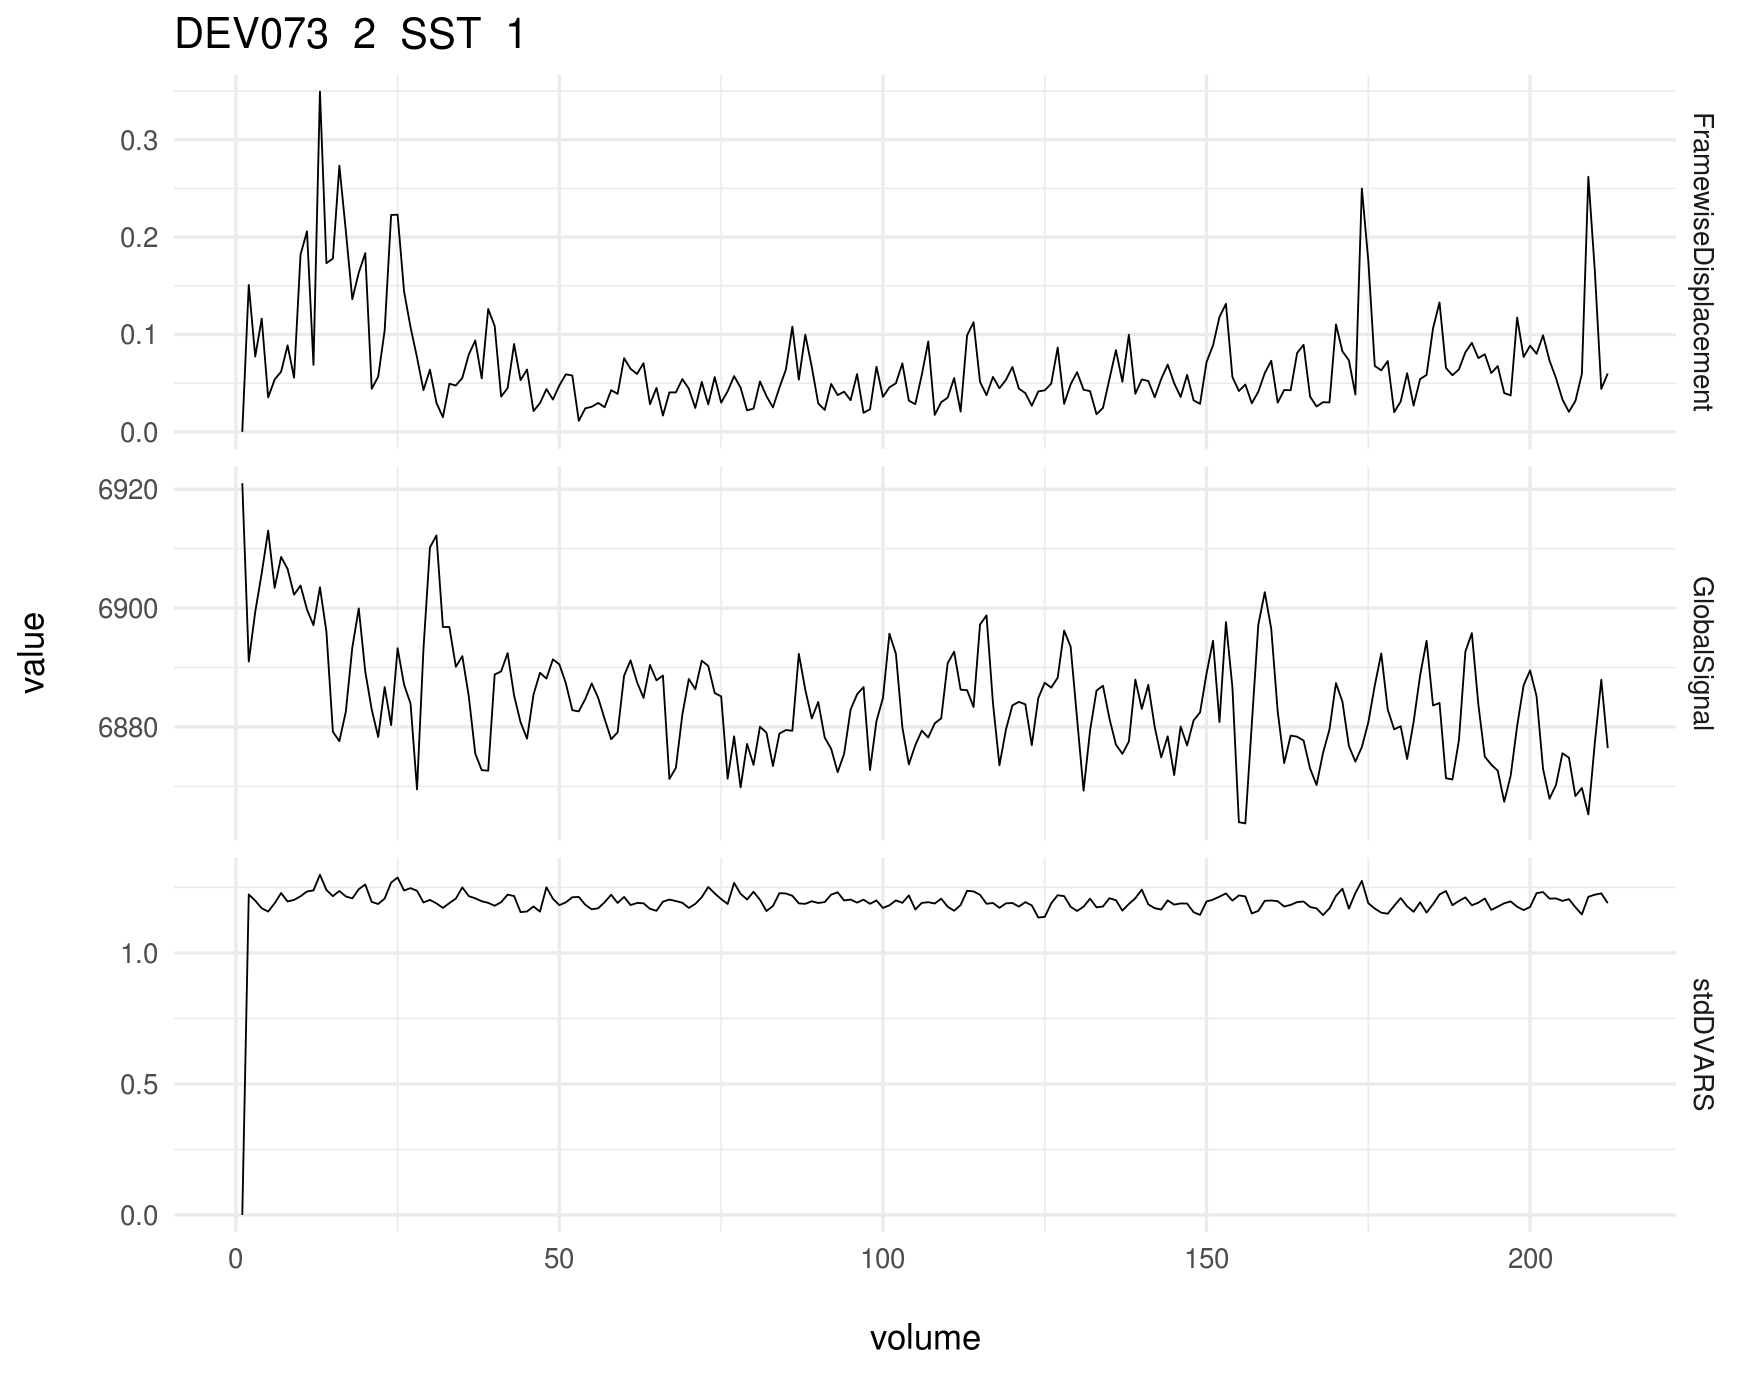 DEV073 2 SST 1
0.3
0.2
0.1
0.0
FramewiseDisplacement
6920
6900
6880
GlobalSignal
value
1.0
0.5
0.0
stdDVARS
0 50 100 150 200
volume